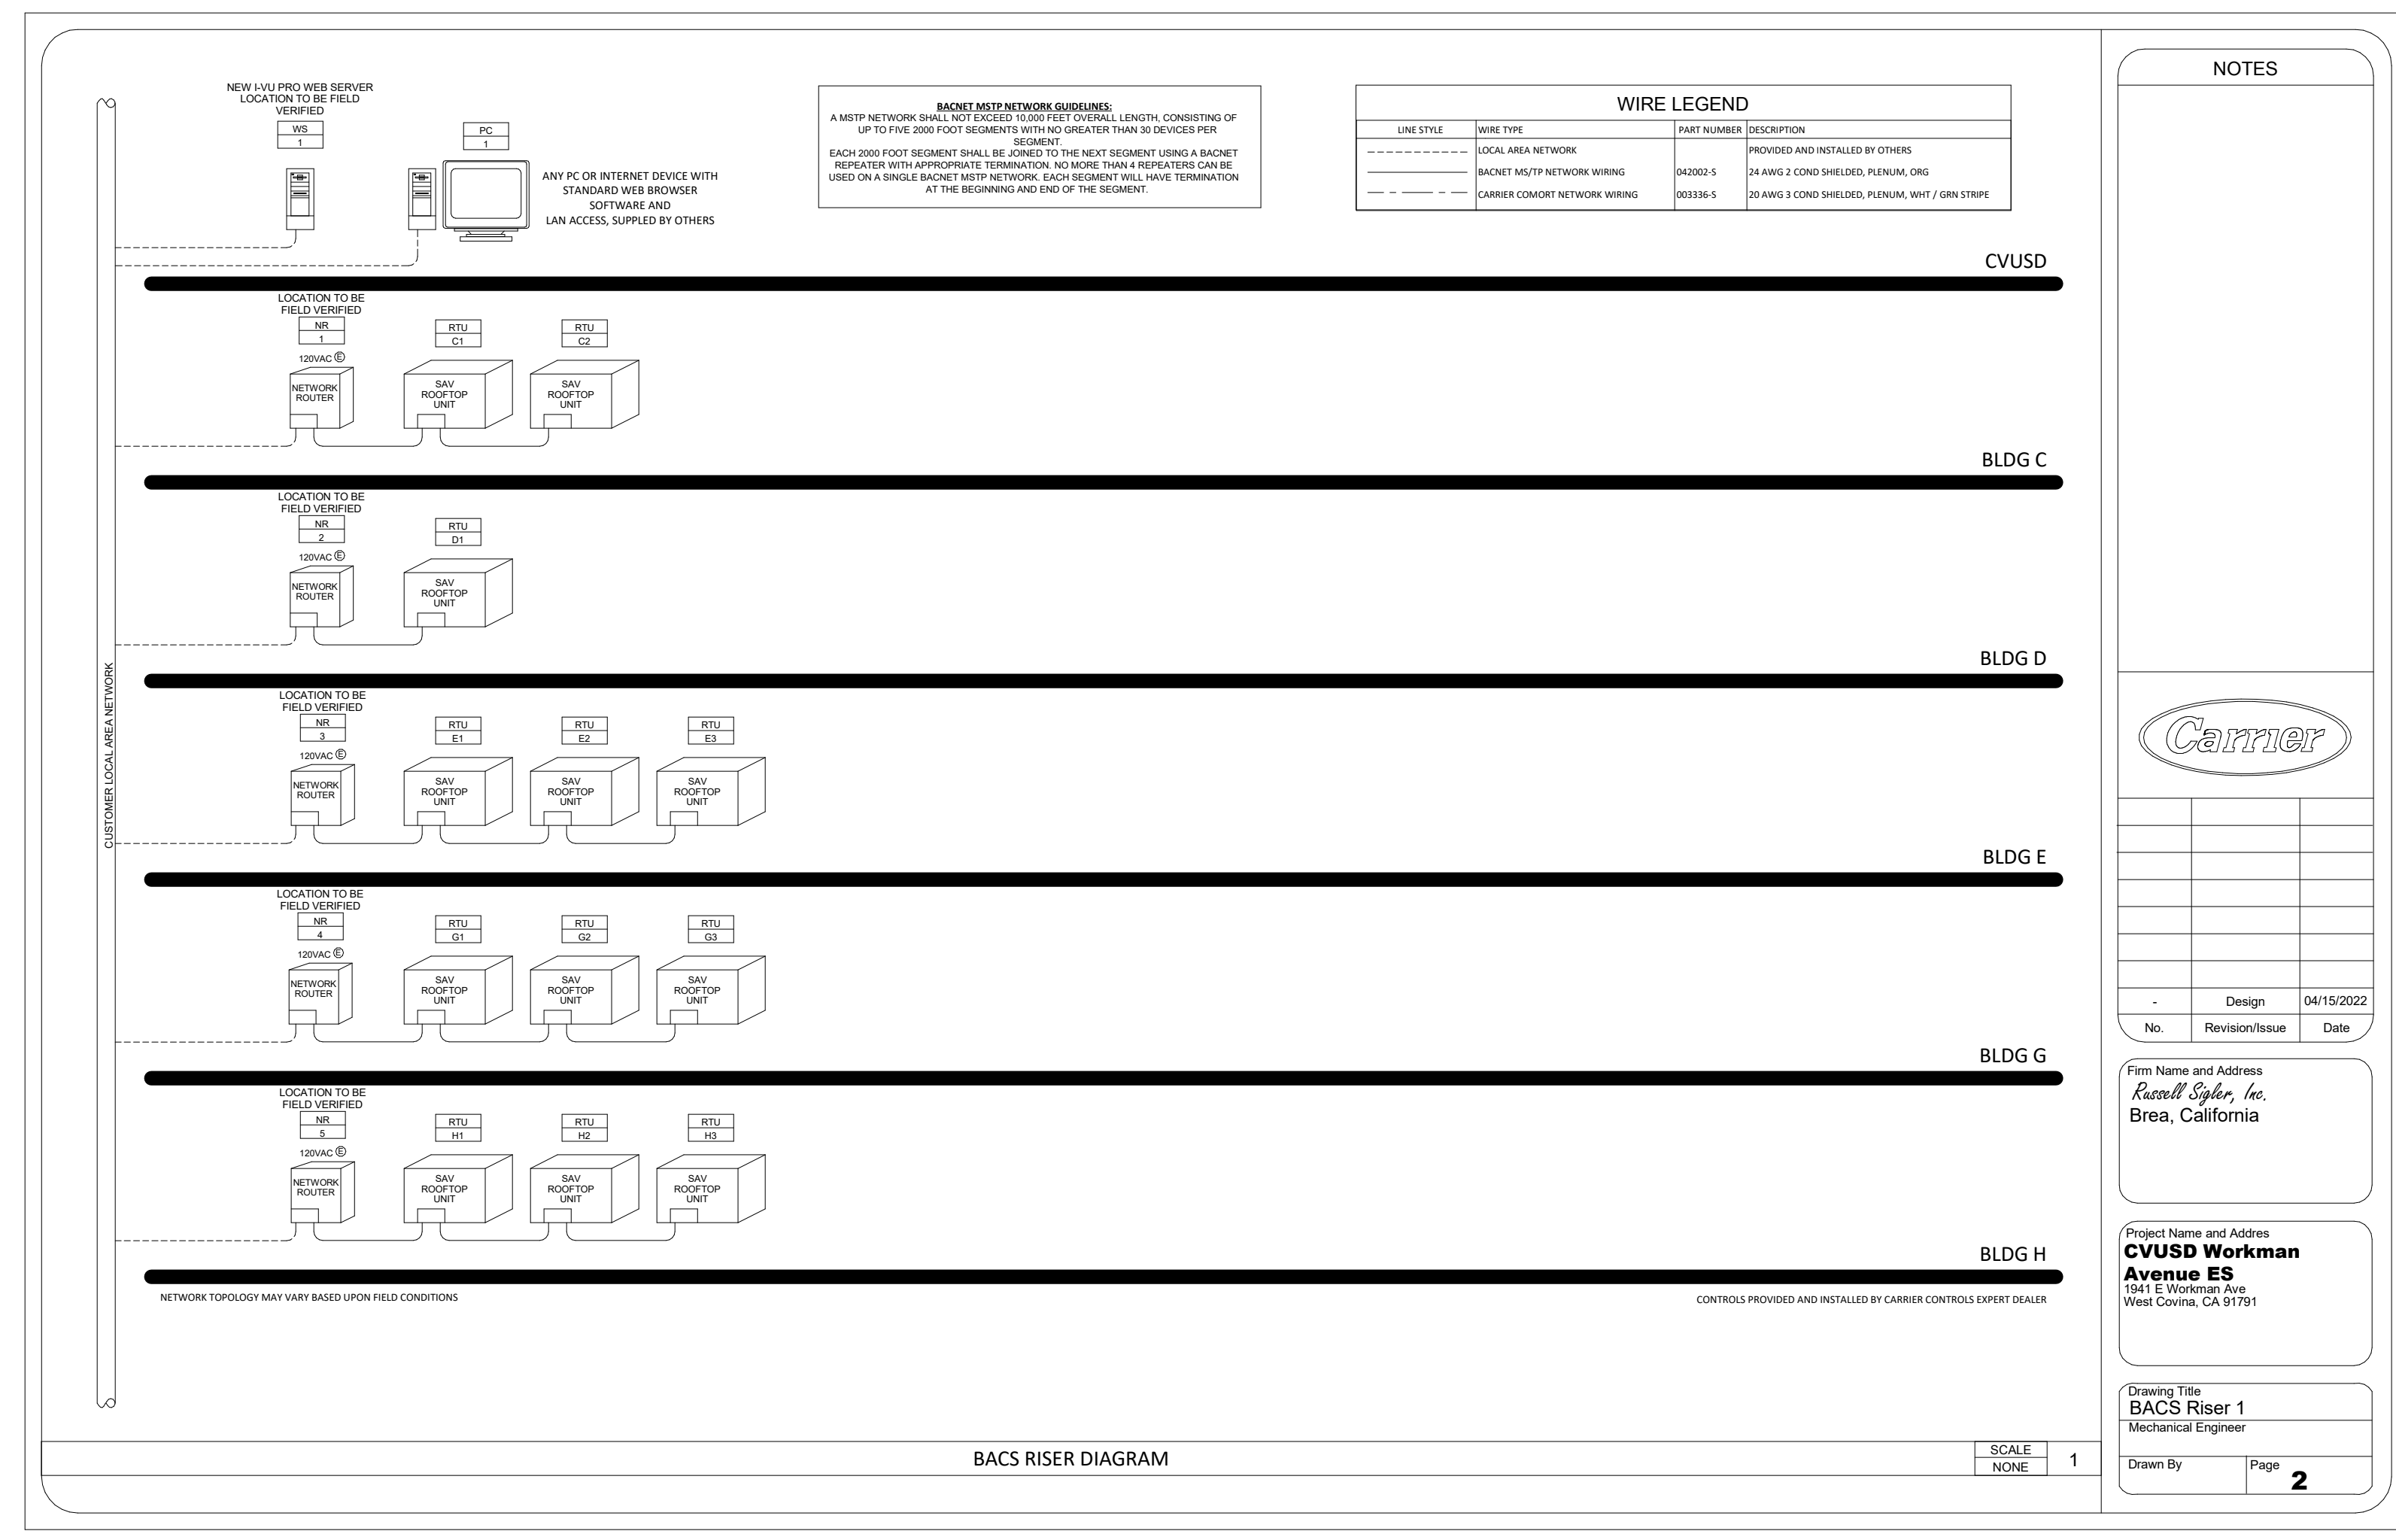 NEW I-VU PRO WEB SERVER
LOCATION TO BE FIELD
VERIFIED
WS
1
PC
1
ANY PC OR INTERNET DEVICE WITH
STANDARD WEB BROWSER
SOFTWARE AND
LAN ACCESS, SUPPLED BY OTHERS
BACNET MSTP NETWORK GUIDELINES:
A MSTP NETWORK SHALL NOT EXCEED 10,000 FEET OVERALL LENGTH, CONSISTING OF
UP TO FIVE 2000 FOOT SEGMENTS WITH NO GREATER THAN 30 DEVICES PER
SEGMENT.
EACH 2000 FOOT SEGMENT SHALL BE JOINED TO THE NEXT SEGMENT USING A BACNET
REPEATER WITH APPROPRIATE TERMINATION. NO MORE THAN 4 REPEATERS CAN BE
USED ON A SINGLE BACNET MSTP NETWORK. EACH SEGMENT WILL HAVE TERMINATION
AT THE BEGINNING AND END OF THE SEGMENT.
WIRE LEGEND
LINE STYLE WIRE TYPE PART NUMBER DESCRIPTION
LOCAL AREA NETWORK PROVIDED AND INSTALLED BY OTHERS
BACNET MS/TP NETWORK WIRING 042002-S 24 AWG 2 COND SHIELDED, PLENUM, ORG
CARRIER COMORT NETWORK WIRING 003336-S 20 AWG 3 COND SHIELDED, PLENUM, WHT / GRN STRIPE
CVUSD
CUSTOMER LOCAL AREA NETWORK
LOCATION TO BE
FIELD VERIFIED
NR
1
120VAC E
NETWORK
ROUTER
RTU
C1
SAV
ROOFTOP
UNIT
RTU
C2
SAV
ROOFTOP
UNIT
BLDG C
LOCATION TO BE
FIELD VERIFIED
NR
2
120VAC E
NETWORK
ROUTER
RTU
D1
SAV
ROOFTOP
UNIT
BLDG D
LOCATION TO BE
FIELD VERIFIED
NR
3
120VAC E
NETWORK
ROUTER
RTU
E1
SAV
ROOFTOP
UNIT
RTU
E2
SAV
ROOFTOP
UNIT
RTU
E3
SAV
ROOFTOP
UNIT
BLDG E
LOCATION TO BE
FIELD VERIFIED
NR
4
120VAC E
NETWORK
ROUTER
RTU
G1
SAV
ROOFTOP
UNIT
RTU
G2
SAV
ROOFTOP
UNIT
RTU
G3
SAV
ROOFTOP
UNIT
BLDG G
LOCATION TO BE
FIELD VERIFIED
NR
5
120VAC E
NETWORK
ROUTER
RTU
H1
SAV
ROOFTOP
UNIT
RTU
H2
SAV
ROOFTOP
UNIT
RTU
H3
SAV
ROOFTOP
UNIT
BLDG H
NETWORK TOPOLOGY MAY VARY BASED UPON FIELD CONDITIONS
CONTROLS PROVIDED AND INSTALLED BY CARRIER CONTROLS EXPERT DEALER
BACS RISER DIAGRAM
SCALE
NONE
1
NOTES
Carrier
- Design 04/15/2022
No. Revision/Issue Date
Firm Name and Address
Russell Sigler, Inc.
Brea, California
Project Name and Addres
CVUSD Workman
Avenue ES
1941 E Workman Ave
West Covina, CA 91791
Drawing Title
BACS Riser 1
Mechanical Engineer
Drawn By
Page
2